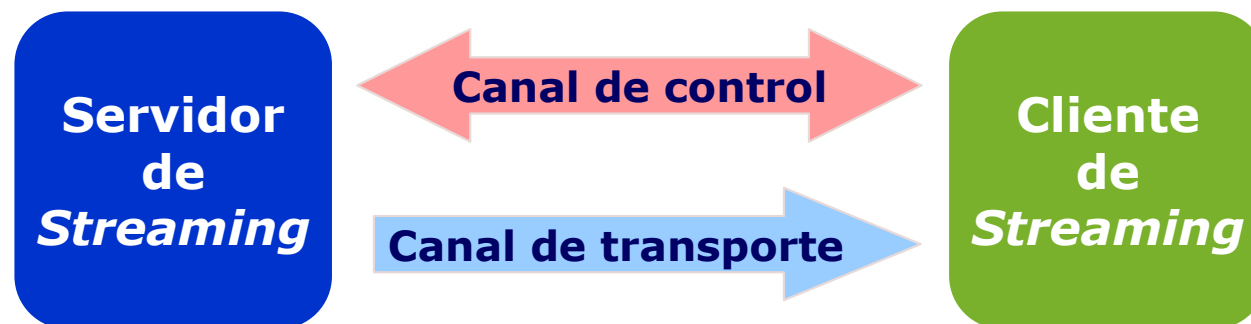 Servidor
de
Streaming
Canal de control
Canal de transporte
Cliente
de
Streaming